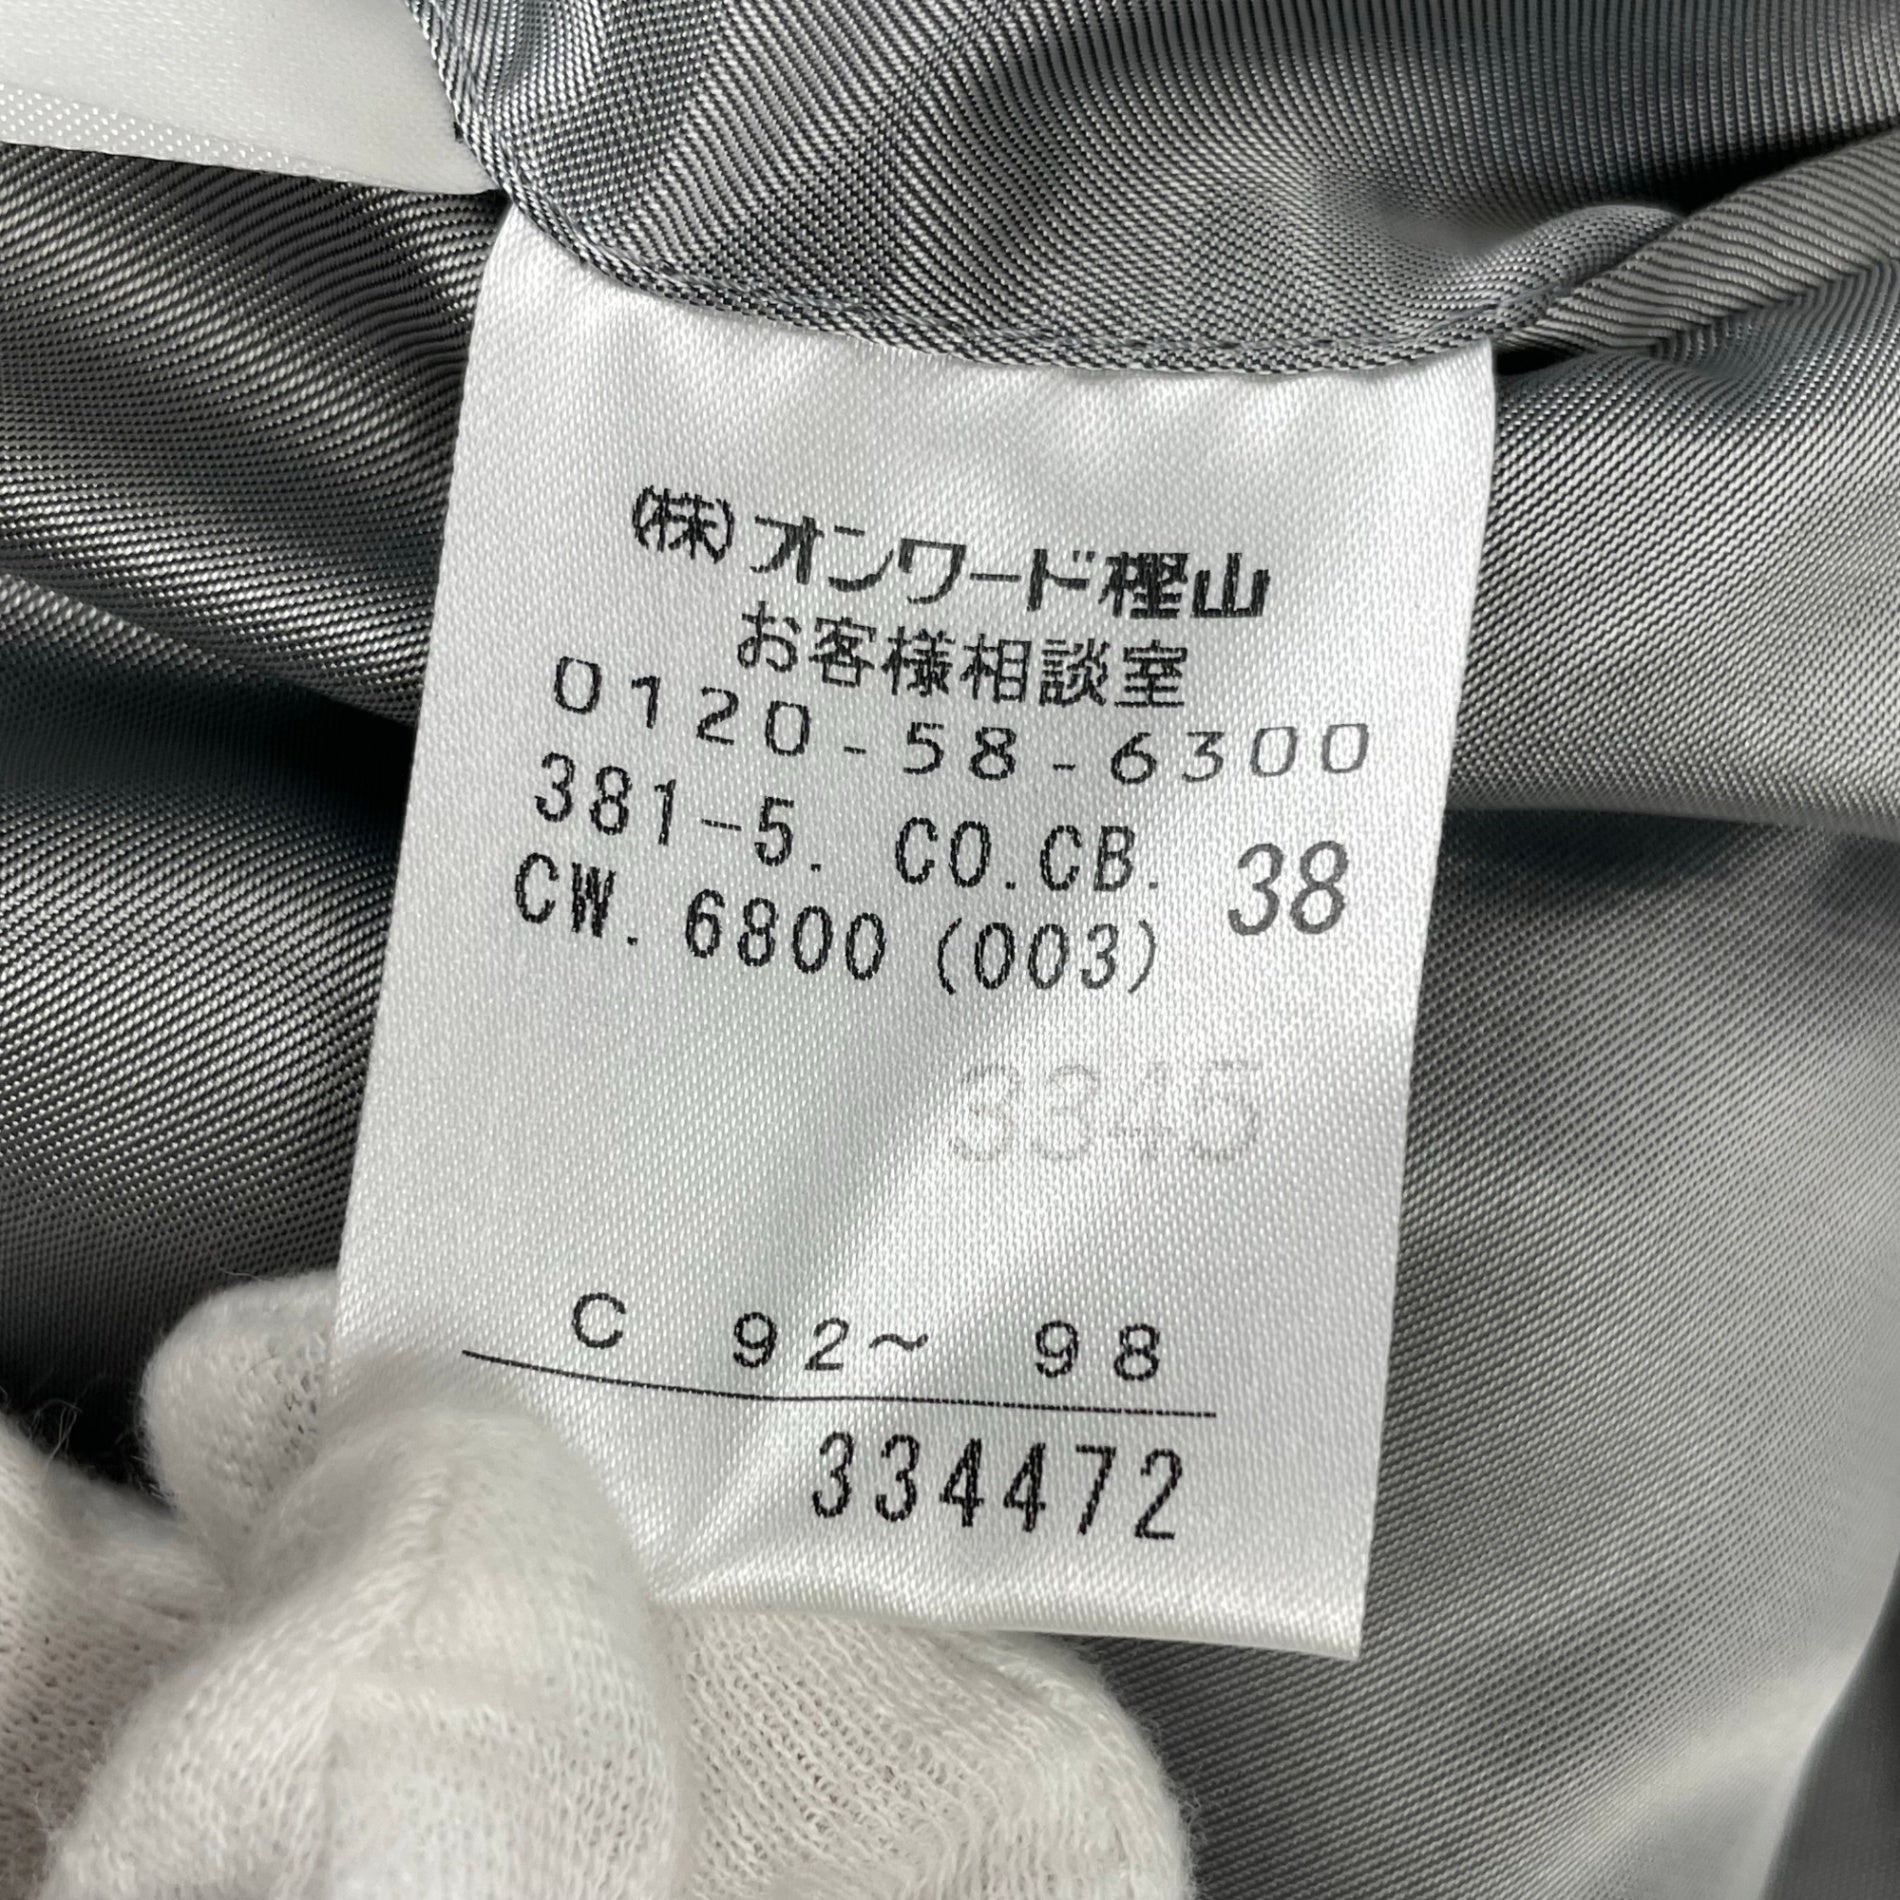 ㈱オンワード樫山
お客様相談室
0120-58-6300
381-5. CO.CB. 38
CW. 6800 (003)
3345
C 92~ 98
334472